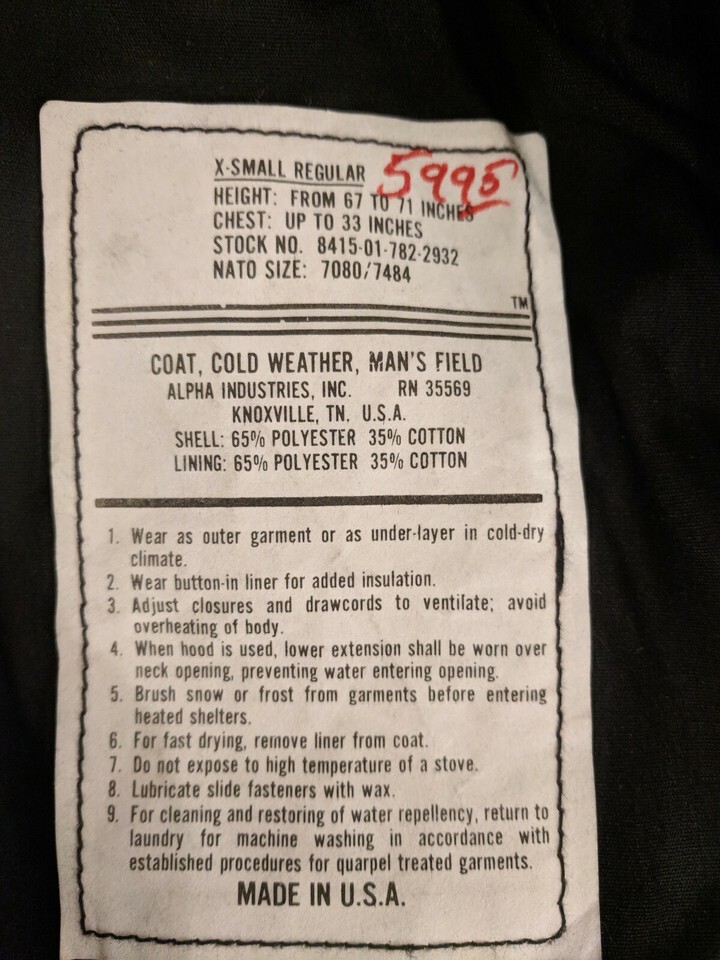 X-SMALL REGULAR 5995
HEIGHT: FROM 67 TO 71 INCHES
CHEST: UP TO 33 INCHES
STOCK NO. 8415-01-782-2932
NATO SIZE: 7080/7484
TM
COAT, COLD WEATHER, MAN'S FIELD
ALPHA INDUSTRIES, INC. RN 35569
KNOXVILLE, TN. U.S.A.
SHELL: 65% POLYESTER 35% COTTON
LINING: 65% POLYESTER 35% COTTON
1. Wear as outer garment or as under-layer in cold-dry
climate.
2. Wear button-in liner for added insulation.
3. Adjust closures and drawcords to ventilate; avoid
overheating of body.
4. When hood is used, lower extension shall be worn over
neck opening, preventing water entering opening.
5. Brush snow or frost from garments before entering
heated shelters.
6. For fast drying, remove liner from coat.
7. Do not expose to high temperature of a stove.
8. Lubricate slide fasteners with wax.
9. For cleaning and restoring of water repellency, return to
laundry for machine washing in accordance with
established procedures for quarpel treated garments.
MADE IN U.S.A.